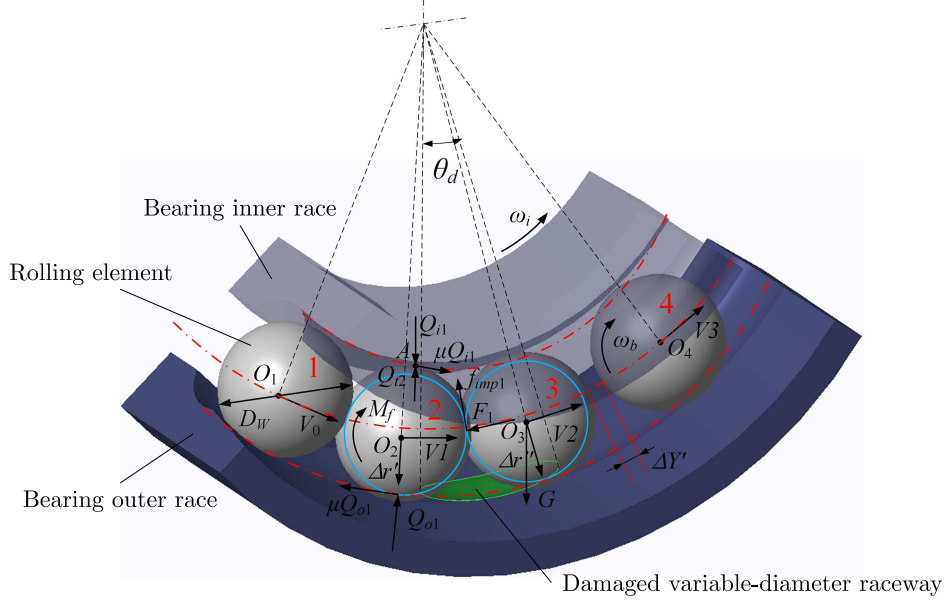 θ_d
Bearing inner race
ω_i
Rolling element
Q_i1
4
V3
A
μQ_i1
ω_b
O_4
O_1
1
Q_i2
f_imp1
3
D_W
V_0
M_f
2
F_1
O_3
V2
O_2
V1
Δr'
Δr''
ΔY'
Bearing outer race
μQ_o1
Q_o1
G
Damaged variable-diameter raceway